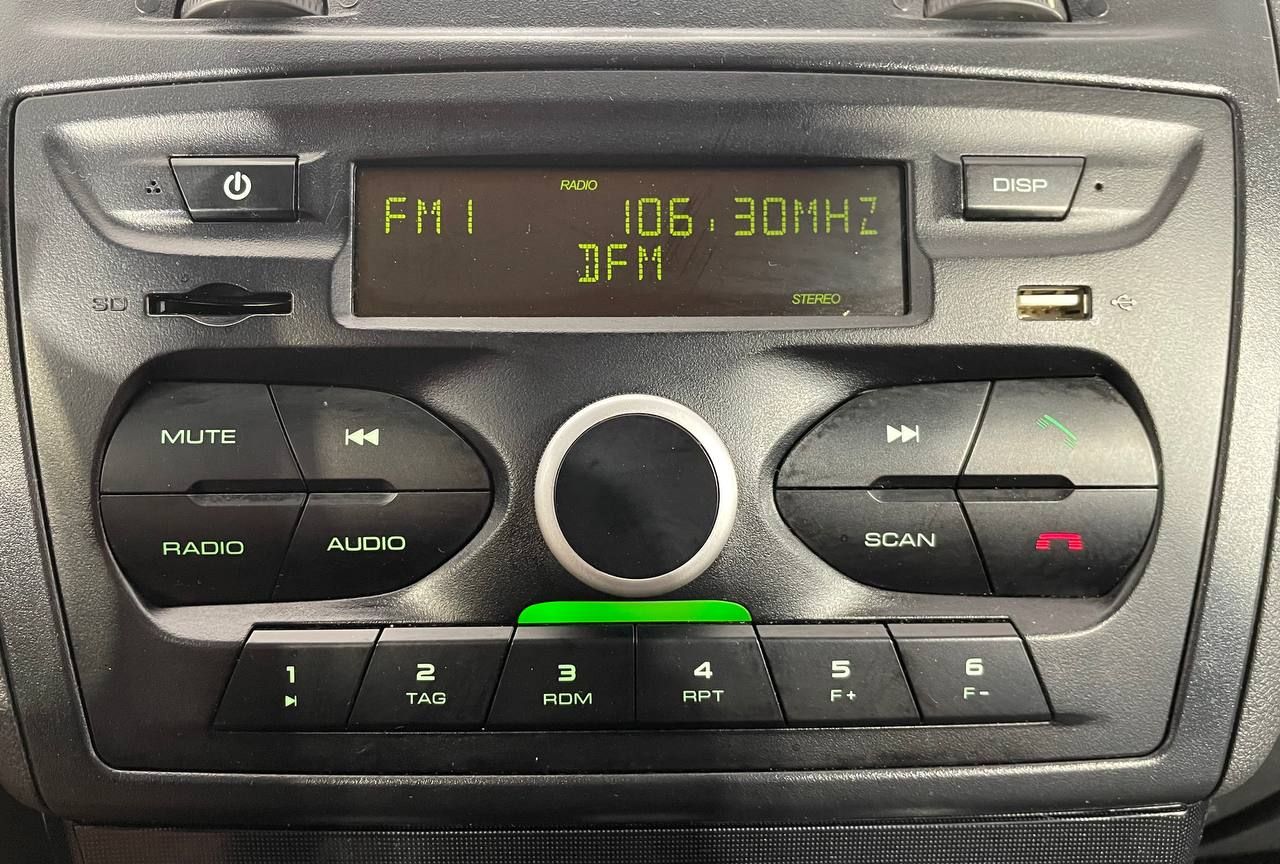 RADIO
FM1 106.30MHZ
DFM
STEREO
DISP
SD
MUTE
RADIO
AUDIO
SCAN
1
2
TAG
3
RDM
4
RPT
5
F+
6
F-